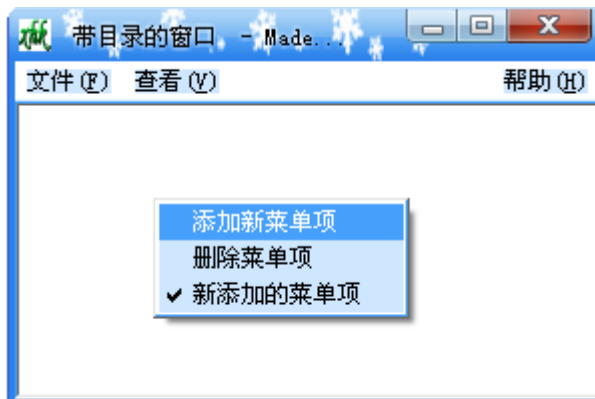 带目录的窗口 - Made...
文件(F) 查看(V) 帮助(H)
添加新菜单项
删除菜单项
新添加的菜单项